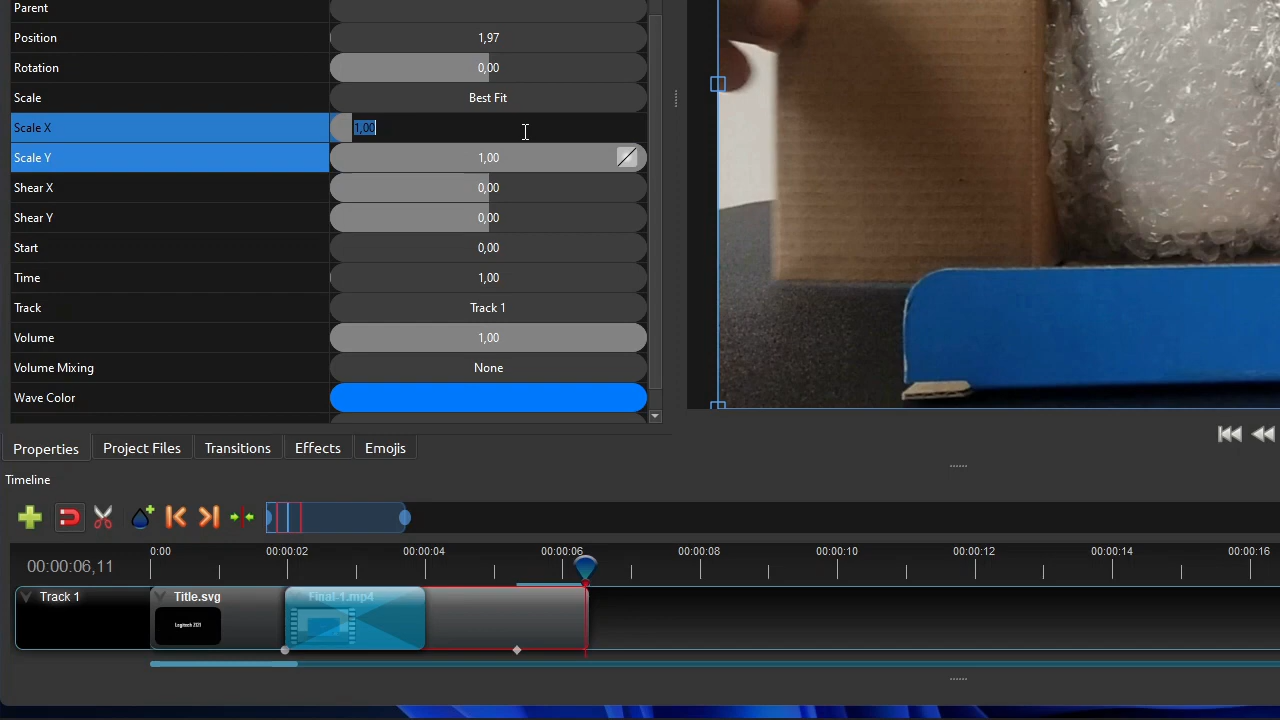 Parent
Position 1,97
Rotation 0,00
Scale Best Fit
Scale X 1,00
Scale Y 1,00
Shear X 0,00
Shear Y 0,00
Start 0,00
Time 1,00
Track Track 1
Volume 1,00
Volume Mixing None
Wave Color
Properties Project Files Transitions Effects Emojis
Timeline
00:00:06,11
0:00 00:00:02 00:00:04 00:00:06 00:00:08 00:00:10 00:00:12 00:00:14 00:00:16
Track 1 Title.svg Final-1.mp4